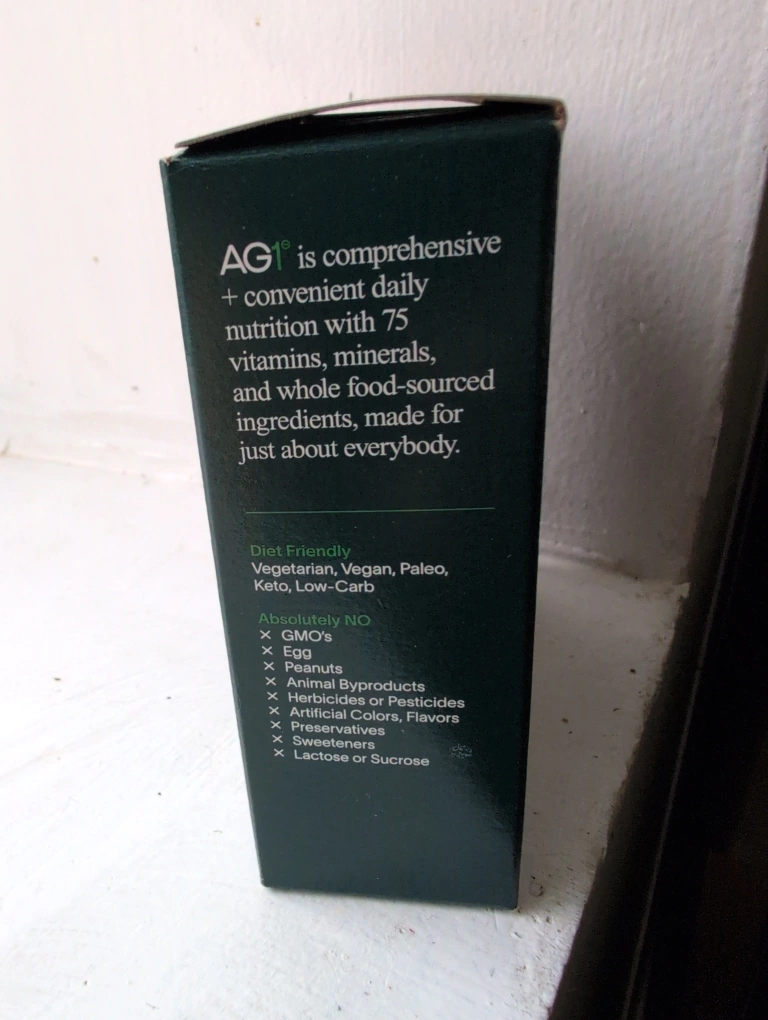 AG1® is comprehensive
+ convenient daily
nutrition with 75
vitamins, minerals,
and whole food-sourced
ingredients, made for
just about everybody.
Diet Friendly
Vegetarian, Vegan, Paleo,
Keto, Low-Carb
Absolutely NO
× GMO's
× Egg
× Peanuts
× Animal Byproducts
× Herbicides or Pesticides
× Artificial Colors, Flavors
× Preservatives
× Sweeteners
× Lactose or Sucrose